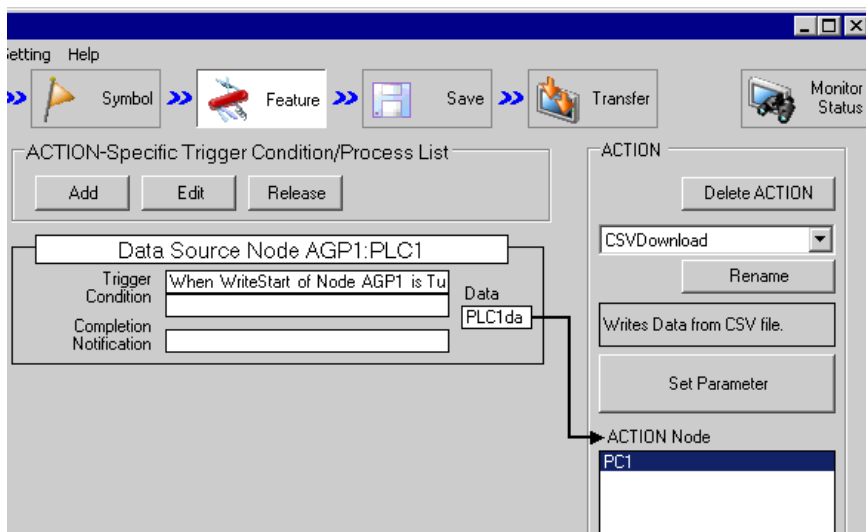 Setting Help
Symbol
Feature
Save
Transfer
Monitor
Status
ACTION-Specific Trigger Condition/Process List
Add Edit Release
Data Source Node AGP1:PLC1
Trigger
Condition
When WriteStart of Node AGP1 is Tu
Data
PLC1da
Completion
Notification
ACTION
Delete ACTION
CSVDownload
Rename
Writes Data from CSV file.
Set Parameter
ACTION Node
PC1